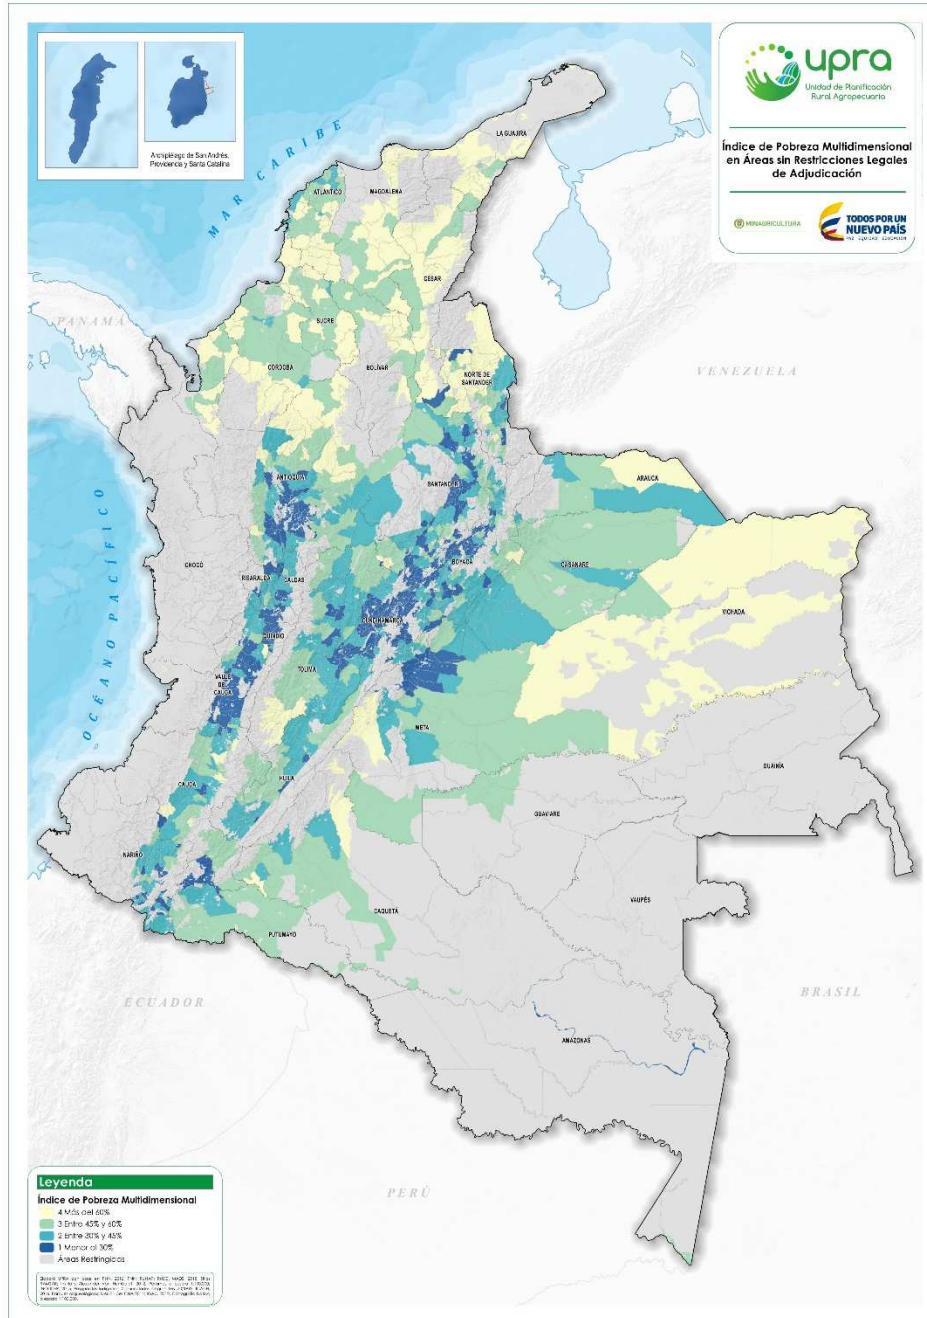 Archipiélago de San Andrés,
Providencia y Santa Catalina
upra
Unidad de Planificación
Rural Agropecuaria
Índice de Pobreza Multidimensional
en Áreas sin Restricciones Legales
de Adjudicación
MINAGRICULTURA
TODOS POR UN
NUEVO PAÍS
PAZ EQUIDAD EDUCACIÓN
MAR CARIBE
LA GUAJIRA
ATLÁNTICO
MAGDALENA
CESAR
PANAMÁ
SUCRE
CÓRDOBA
BOLÍVAR
NORTE DE
SANTANDER
VENEZUELA
ANTIOQUIA
SANTANDER
ARAUCA
OCÉANO PACÍFICO
CHOCÓ
BOYACÁ
CASANARE
RISARALDA
CALDAS
VICHADA
CUNDINAMARCA
QUINDIO
TOLIMA
VALLE
DEL
CAUCA
META
GUAINÍA
HUILA
CAUCA
GUAVIARE
NARIÑO
VAUPÉS
CAQUETÁ
PUTUMAYO
ECUADOR
BRASIL
AMAZONAS
PERÚ
Leyenda
Índice de Pobreza Multidimensional
4 Más del 60%
3 Entre 45% y 60%
2 Entre 30% y 45%
1 Menor al 30%
Áreas Restringidas